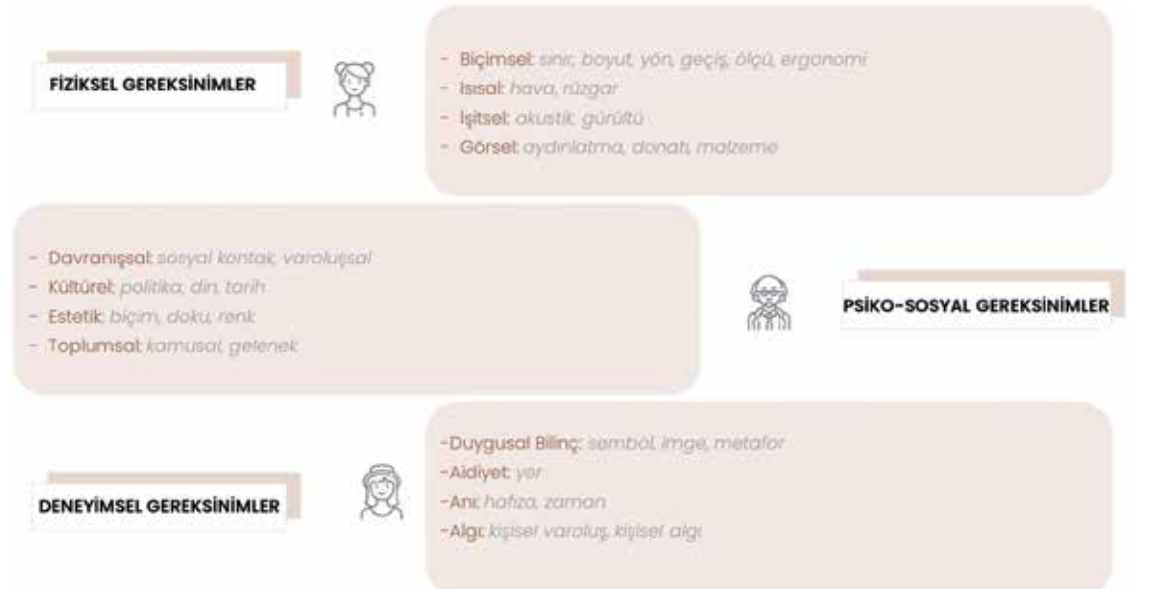 FİZİKSEL GEREKSİNİMLER
- Biçimsel: sınır, boyut, yön, geçiş, ölçü, ergonomi
- Isısal: hava, rüzgar
- İşitsel: akustik, gürültü
- Görsel: aydınlatma, donatı, malzeme
- Davranışsal: sosyal kontak, varoluşsal
- Kültürel: politika, din, tarih
- Estetik: biçim, doku, renk
- Toplumsal: kamusal, gelenek
PSİKO-SOSYAL GEREKSİNİMLER
DENEYİMSEL GEREKSİNİMLER
-Duygusal Bilinç: sembol, imge, metafor
-Aidiyet: yer
-Anı: hafıza, zaman
-Algı: kişisel varoluş, kişisel algı